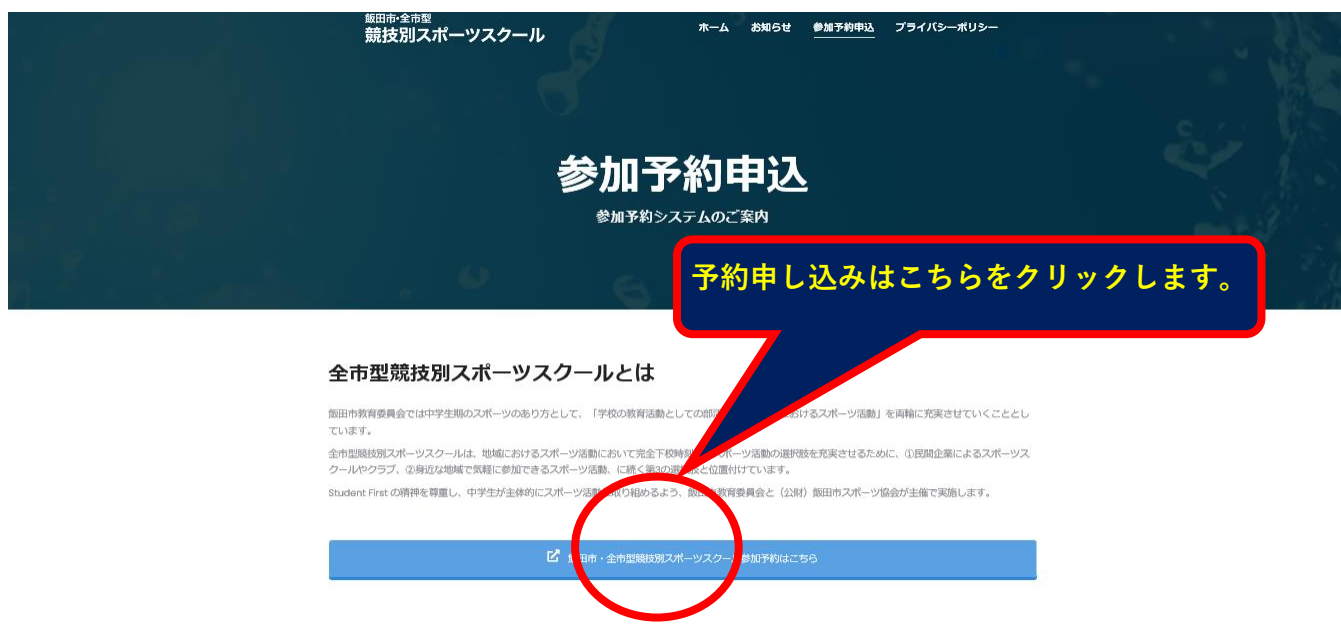 飯田市・全市型
競技別スポーツスクール
ホーム お知らせ 参加予約申込 プライバシーポリシー
参加予約申込
参加予約システムのご案内
予約申し込みはこちらをクリックします。
全市型競技別スポーツスクールとは
飯田市教育委員会では中学生期のスポーツのあり方として、「学校の教育活動としての部 けるスポーツ活動」を両輪に充実させていくこととし
ています。
全市型競技別スポーツスクールは、地域におけるスポーツ活動において完全下校時刻 ポーツ活動の選択肢を充実させるために、①民間企業によるスポーツス
クールやクラブ、②身近な地域で気軽に参加できるスポーツ活動、に続く第3の選 と位置付けています。
Student First の精神を尊重し、中学生が主体的にスポーツ活動 取り組めるよう、飯田市教育委員会と（公財）飯田市スポーツ協会が主催で実施します。
飯田市・全市型競技別スポーツスクール参加予約はこちら